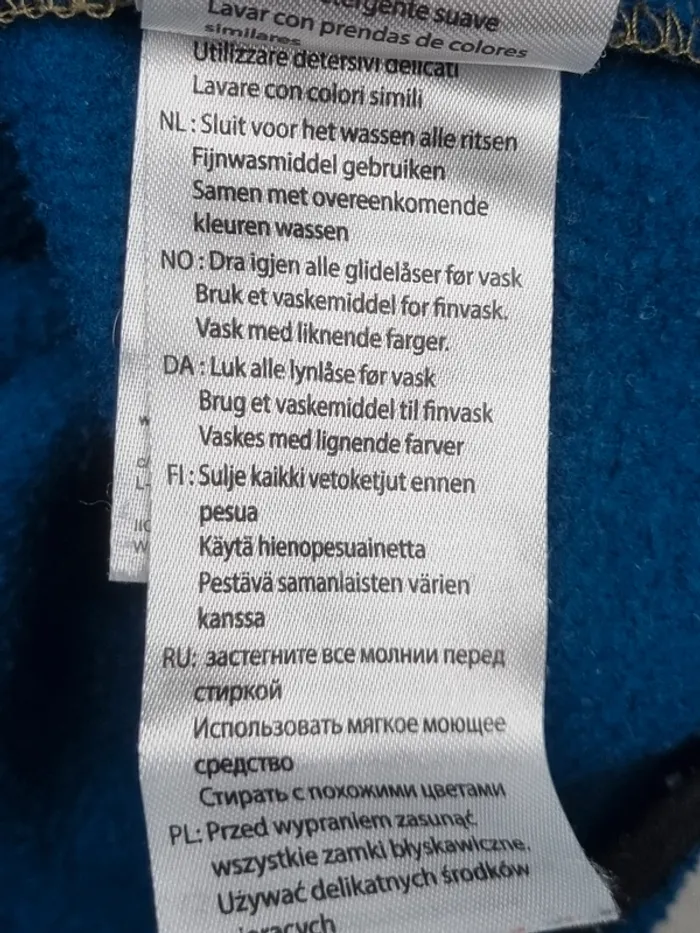 suave
Lavar con prendas de colores
similares
Utilizzare detersivi delicati
Lavare con colori simili
NL: Sluit voor het wassen alle ritsen
Fijnwasmiddel gebruiken
Samen met overeenkomende
kleuren wassen
NO: Dra igjen alle glidelåser før vask
Bruk et vaskemiddel for finvask.
Vask med liknende farger.
DA: Luk alle lynlåse før vask
Brug et vaskemiddel til finvask
Vaskes med lignende farver
FI: Sulje kaikki vetoketjut ennen
pesua
Käytä hienopesuainetta
Pestävä samanlaisten värien
kanssa
RU: застегните все молнии перед
стиркой
Использовать мягкое моющее
средство
Стирать с похожими цветами
PL: Przed wypraniem zasunąć
wszystkie zamki błyskawiczne.
Używać delikatnych środków